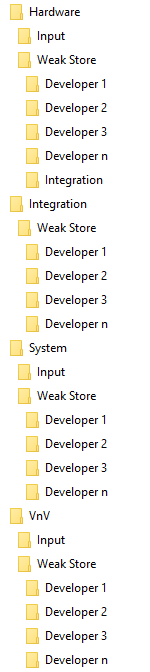 Hardware
Input
Weak Store
Developer 1
Developer 2
Developer 3
Developer n
Integration
Integration
Weak Store
Developer 1
Developer 2
Developer 3
Developer n
System
Input
Weak Store
Developer 1
Developer 2
Developer 3
Developer n
VnV
Input
Weak Store
Developer 1
Developer 2
Developer 3
Developer n